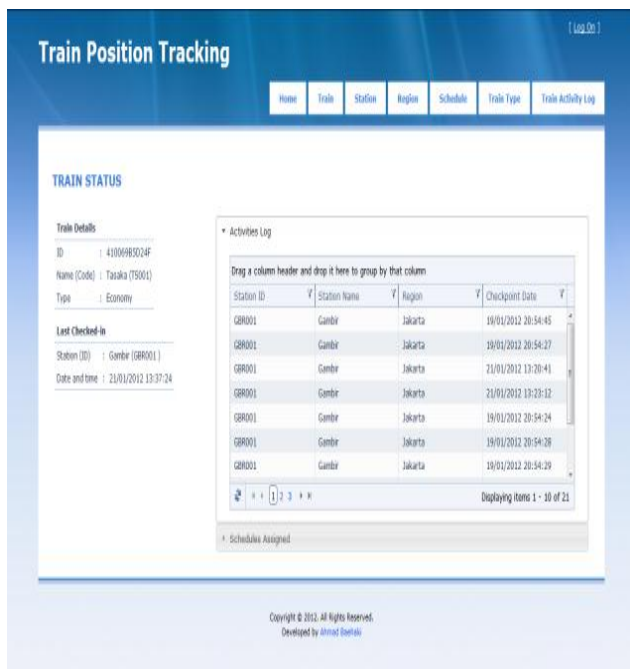 [ Log On ]
Train Position Tracking
Home Train Station Region Schedule Train Type Train Activity Log
TRAIN STATUS
Train Details
ID : 410069B5D24F
Name (Code) : Tasaka (TS001)
Type : Economy
Last Checked-in
Station (ID) : Gambir (GBR001 )
Date and time : 21/01/2012 13:37:24
Activities Log
Drag a column header and drop it here to group by that column
Station ID Station Name Region Checkpoint Date
GBR001 Gambir Jakarta 19/01/2012 20:54:45
GBR001 Gambir Jakarta 19/01/2012 20:54:27
GBR001 Gambir Jakarta 21/01/2012 13:20:41
GBR001 Gambir Jakarta 21/01/2012 13:23:12
GBR001 Gambir Jakarta 19/01/2012 20:54:24
GBR001 Gambir Jakarta 19/01/2012 20:54:28
GBR001 Gambir Jakarta 19/01/2012 20:54:29
1 2 3 Displaying items 1 - 10 of 21
Schedules Assigned
Copyright © 2012. All Rights Reserved.
Developed by Ahmad